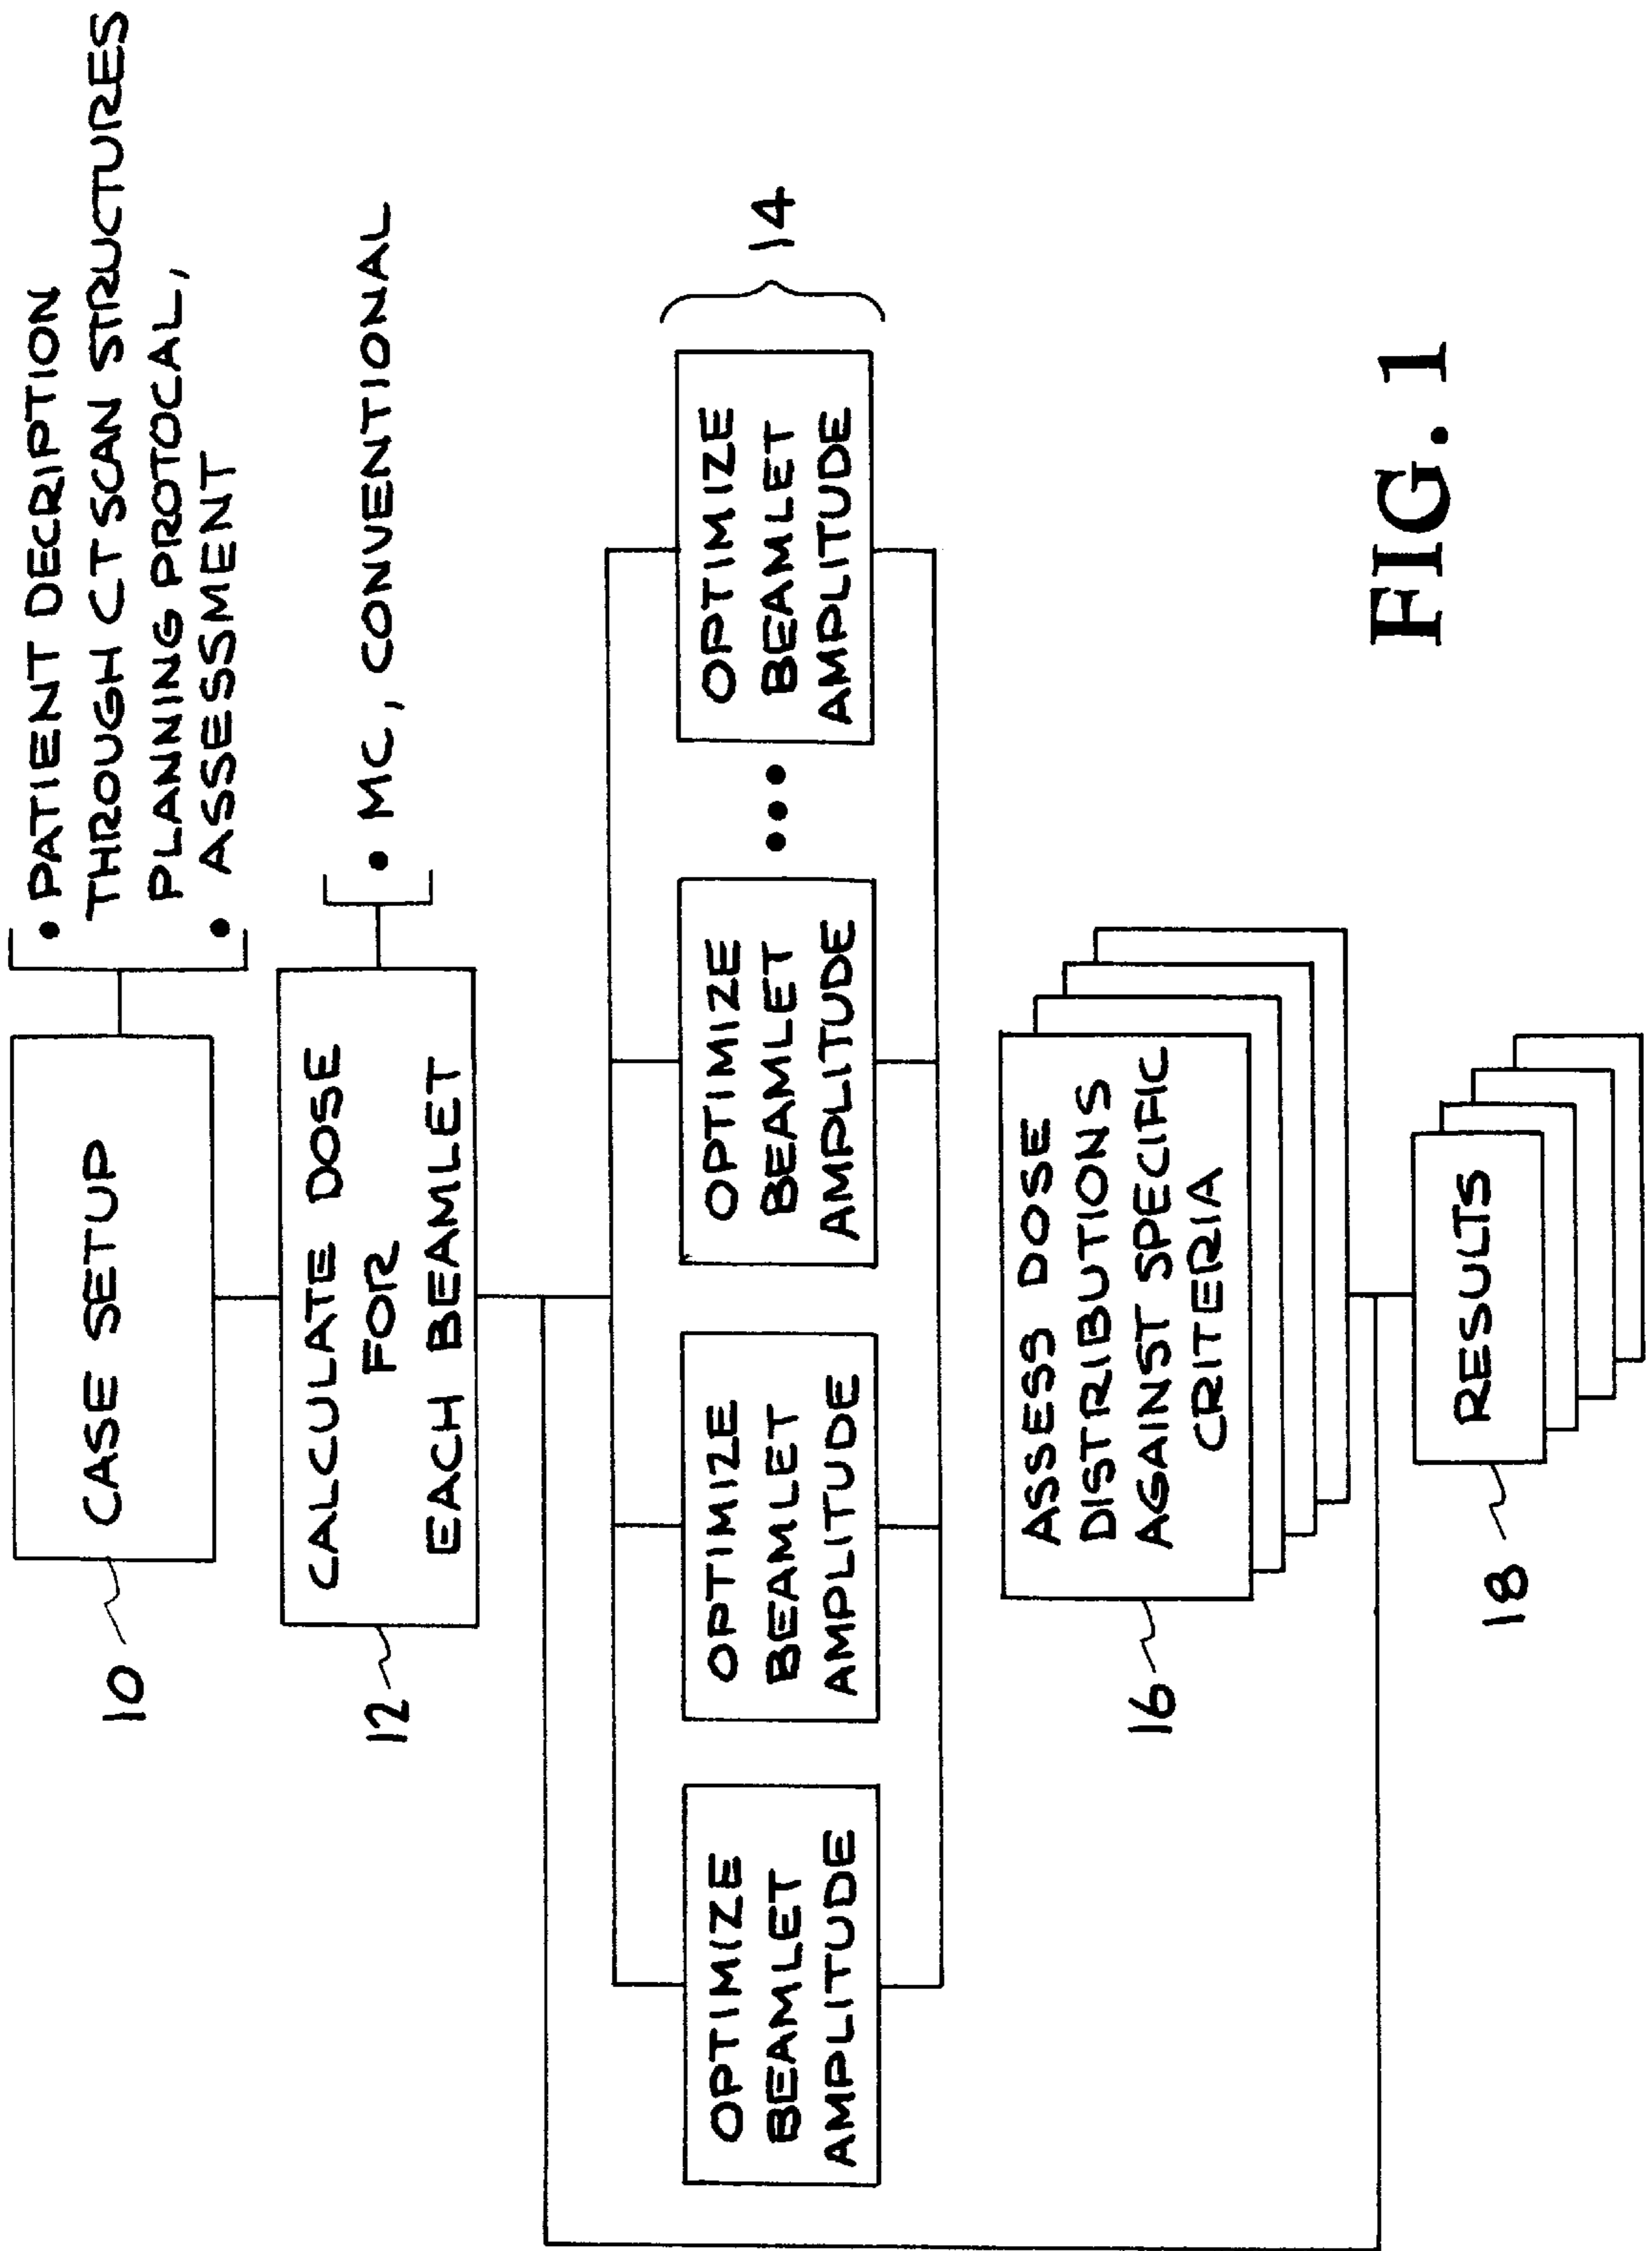 • PATIENT DECRIPTION
THROUGH CT SCAN STRUCTURES
PLANNING PROTOCAL,
• ASSESSMENT
10
CASE SETUP
12
CALCULATE DOSE
FOR
EACH BEAMLET
• MC, CONVENTIONAL
OPTIMIZE
BEAMLET
AMPLITUDE
OPTIMIZE
BEAMLET
AMPLITUDE
OPTIMIZE
BEAMLET
AMPLITUDE
•••
OPTIMIZE
BEAMLET
AMPLITUDE
14
16
ASSESS DOSE
DISTRIBUTIONS
AGAINST SPECIFIC
CRITERIA
18
RESULTS
FIG. 1